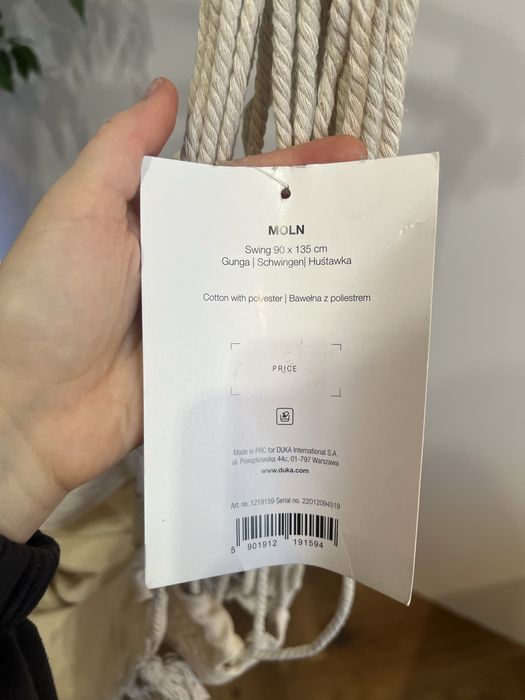 MOLN
Swing 90 x 135 cm
Gunga | Schwingen| Huśtawka
Cotton with polyester | Bawełna z poliestrem
PRICE
Made in PRC for DUKA International S.A.
ul. Powązkowska 44c, 01-797 Warszawa
www.duka.com
Art. no. 1219159 Serial no. 22012094519
5 901912 191594